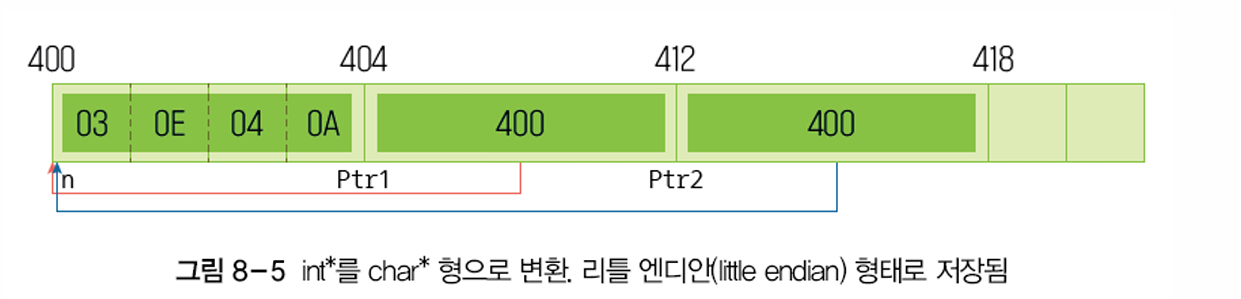 400 404 412 418
03 0E 04 0A 400 400
n Ptr1 Ptr2
그림 8-5 int*를 char* 형으로 변환. 리틀 엔디안(little endian) 형태로 저장됨